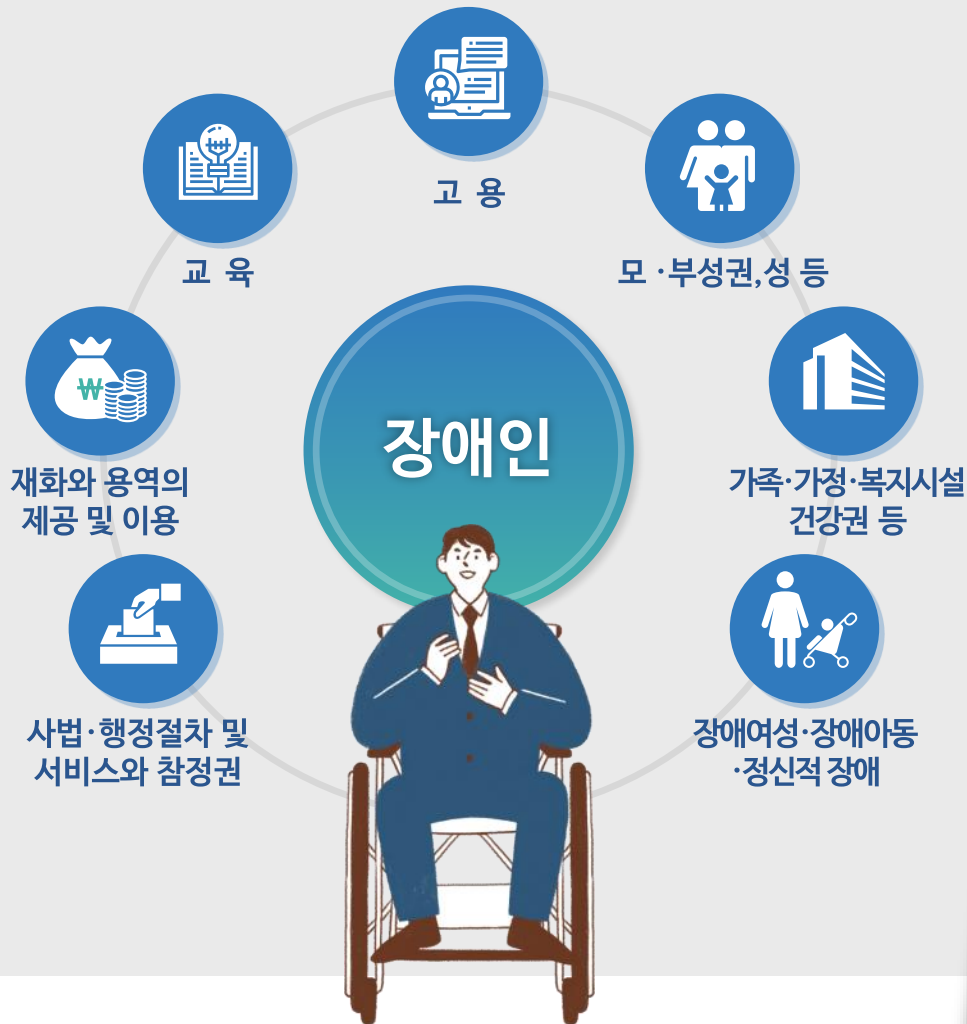 고 용
교 육
모 ·부성권,성 등
장애인
₩
재화와 용역의
제공 및 이용
가족·가정·복지시설
건강권 등
사법·행정절차 및
서비스와 참정권
장애여성·장애아동
·정신적 장애